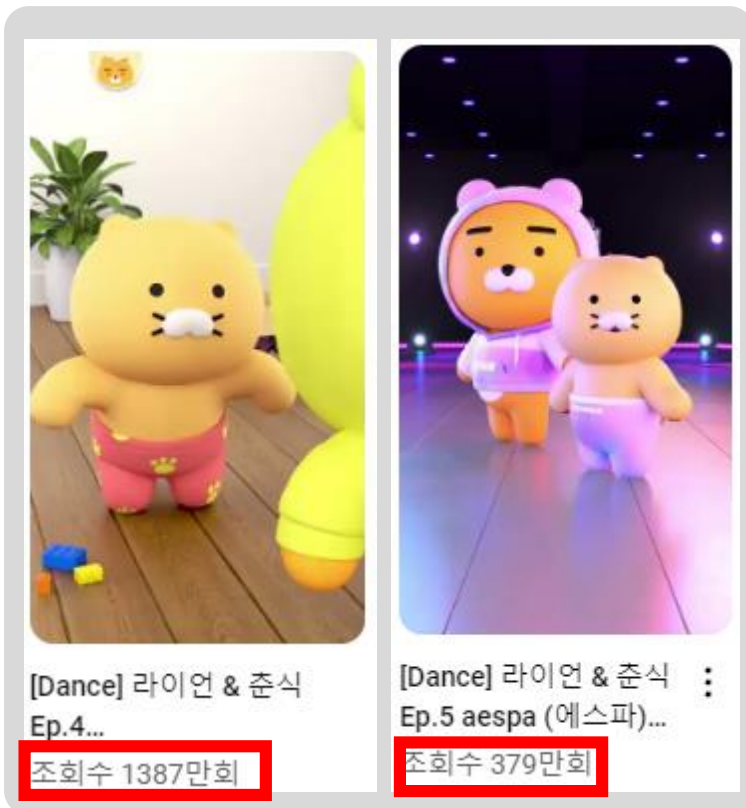 [Dance] 라이언 & 춘식
Ep.4...
조회수 1387만회
[Dance] 라이언 & 춘식
Ep.5 aespa (에스파)...
조회수 379만회